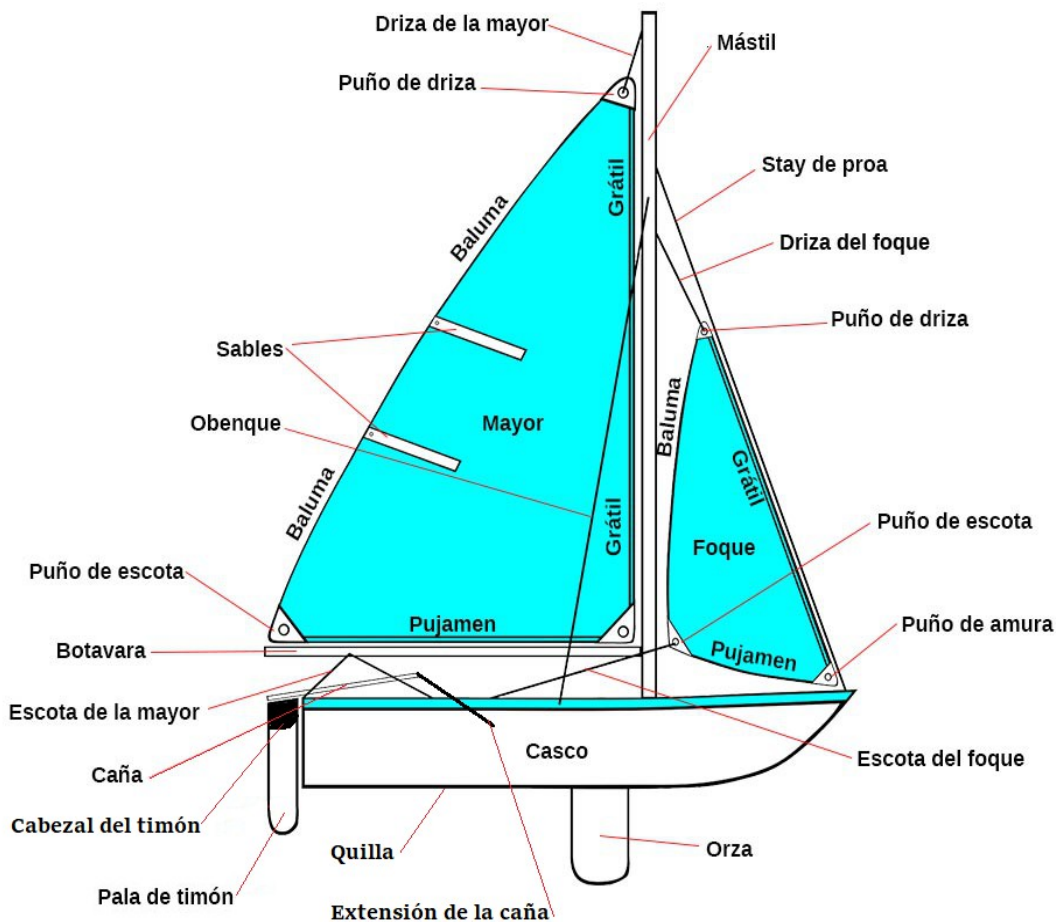 Driza de la mayor
Mástil
Puño de driza
Stay de proa
Grátil
Baluma
Driza del foque
Puño de driza
Sables
Baluma
Obenque
Mayor
Grátil
Baluma
Grátil
Puño de escota
Foque
Puño de escota
Pujamen
Puño de amura
Botavara
Pujamen
Escota de la mayor
Casco
Escota del foque
Caña
Cabezal del timón
Quilla
Orza
Pala de timón
Extensión de la caña